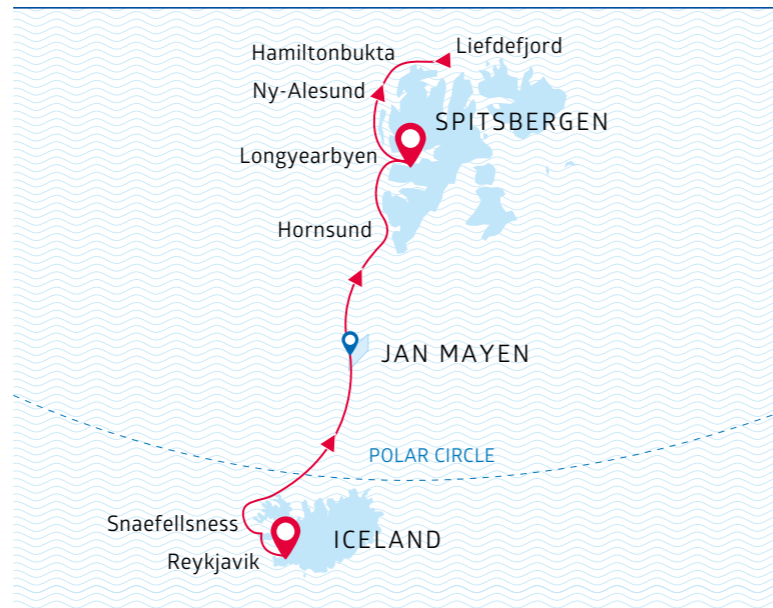 Hamiltonbukta
Liefdefjord
Ny-Alesund
SPITSBERGEN
Longyearbyen
Hornsund
JAN MAYEN
POLAR CIRCLE
Snaefellsness
ICELAND
Reykjavik